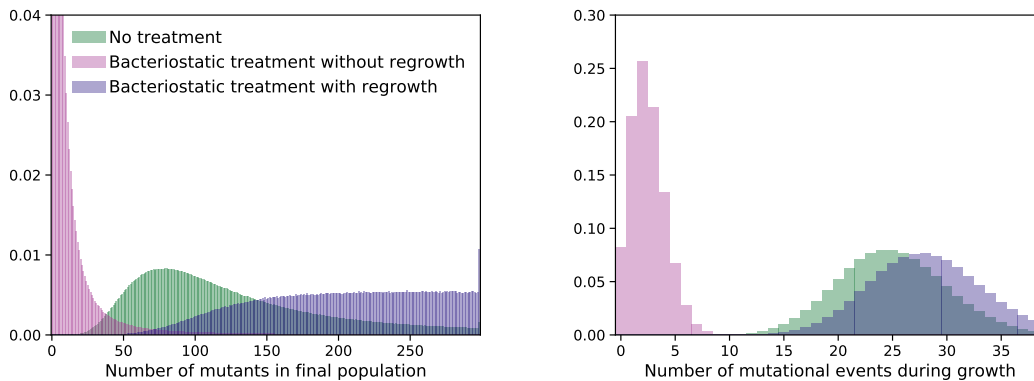 0.04
0.03
0.02
0.01
0.00
0 50 100 150 200 250
Number of mutants in final population
No treatment
Bacteriostatic treatment without regrowth
Bacteriostatic treatment with regrowth
0.30
0.25
0.20
0.15
0.10
0.05
0.00
0 5 10 15 20 25 30 35
Number of mutational events during growth